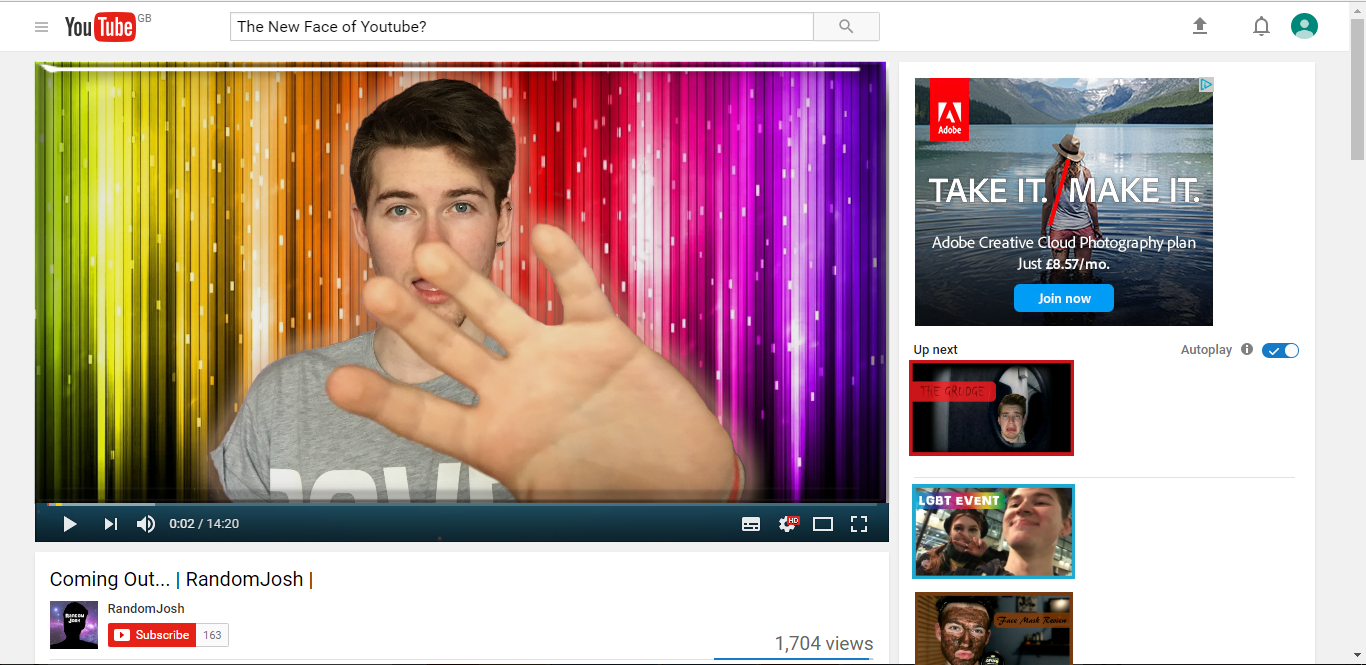 YouTube GB
The New Face of Youtube?
Adobe
TAKE IT. / MAKE IT.
Adobe Creative Cloud Photography plan
Just £8.57/mo.
Join now
Up next
Autoplay
THE GRUDGE
LGBT EVENT
Face Mask Review
0:02 / 14:20
HD
Coming Out... | RandomJosh |
RANDOM
JOSH
RandomJosh
Subscribe 163
1,704 views